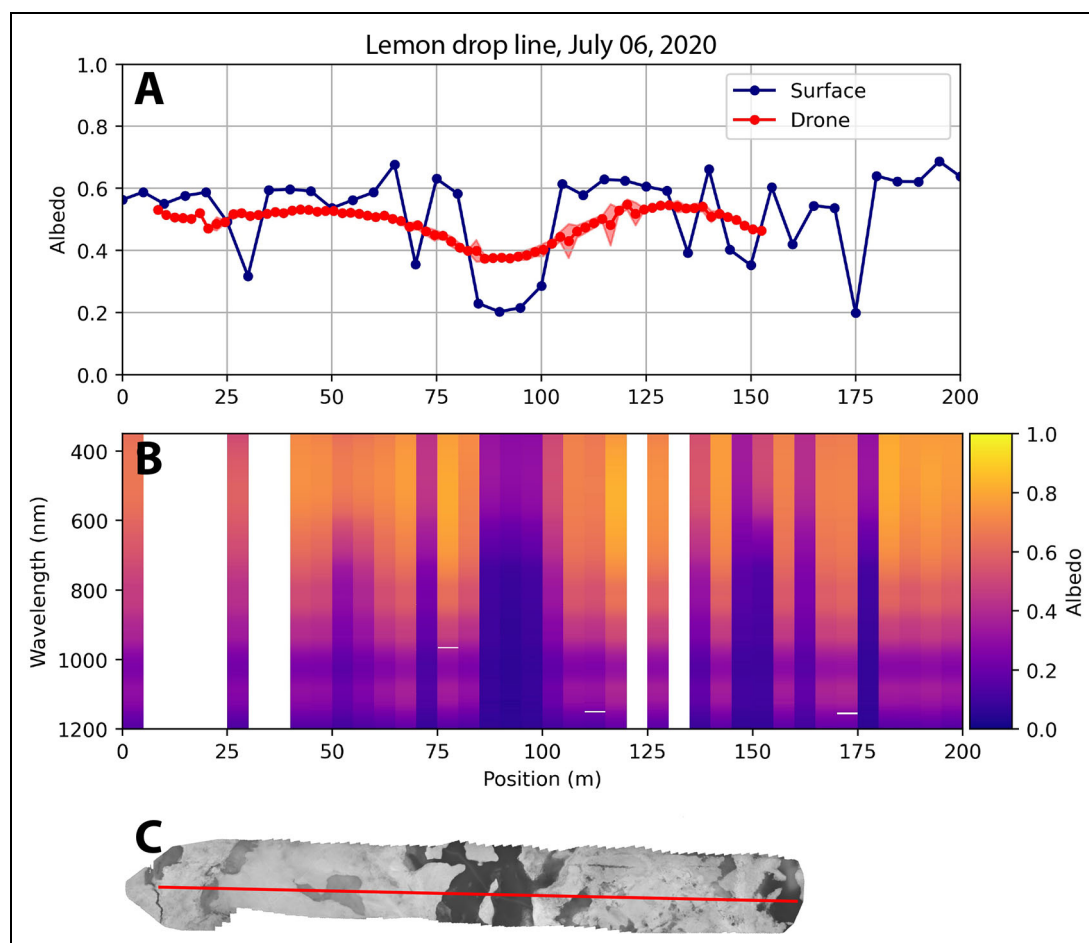 Lemon drop line, July 06, 2020
A
1.0
0.8
0.6
0.4
0.2
0.0
Albedo
Surface
Drone
0 25 50 75 100 125 150 175 200
B
400
600
800
1000
1200
Wavelength (nm)
0 25 50 75 100 125 150 175 200
Position (m)
1.0
0.8
0.6
0.4
0.2
0.0
Albedo
C